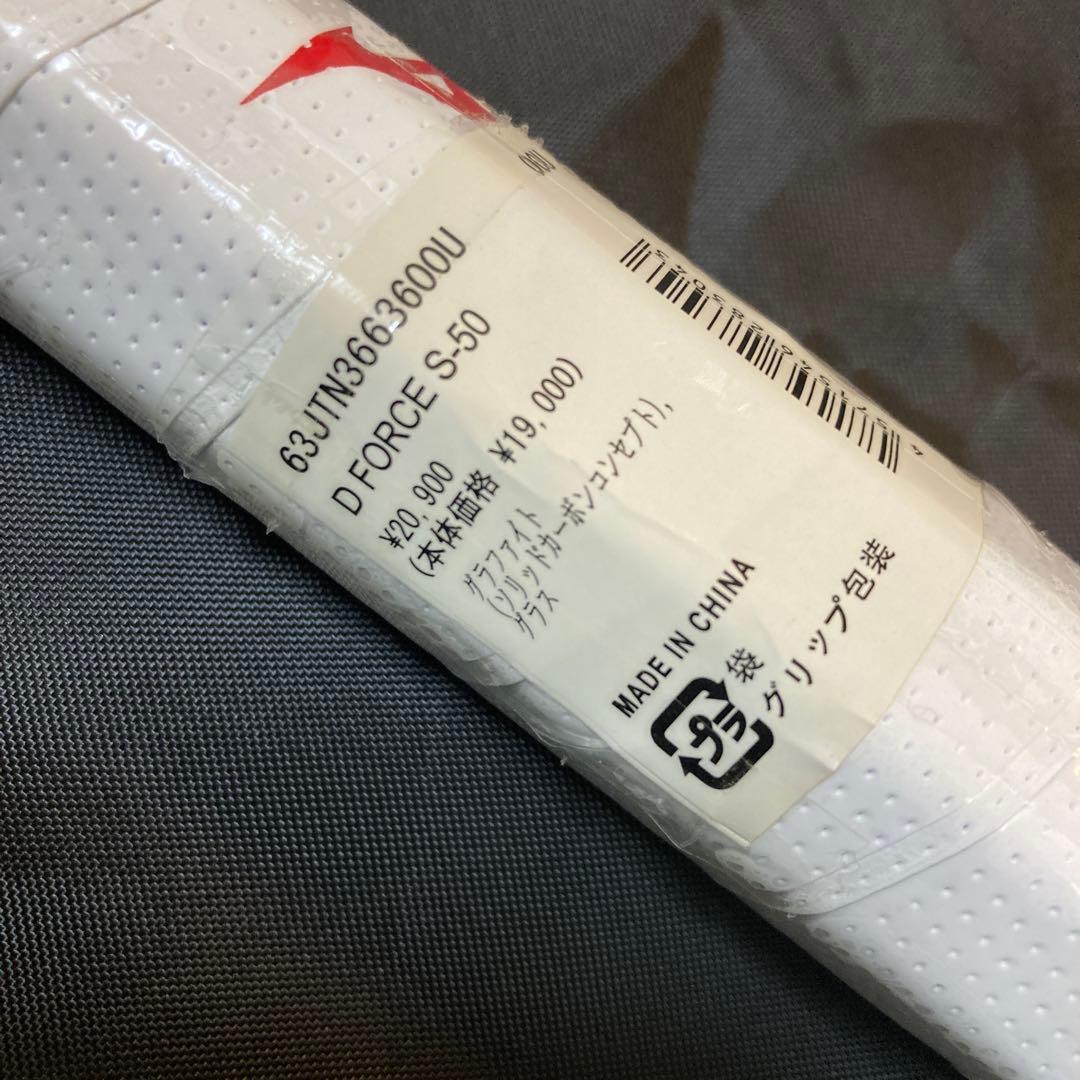 63JTN3663600U
D FORCE S-50
¥20,900
(本体価格 ¥19,000)
グラファイト
(ソリッドカーボンコンセプト),
グラス
MADE IN CHINA
プラ
袋
グリップ包装